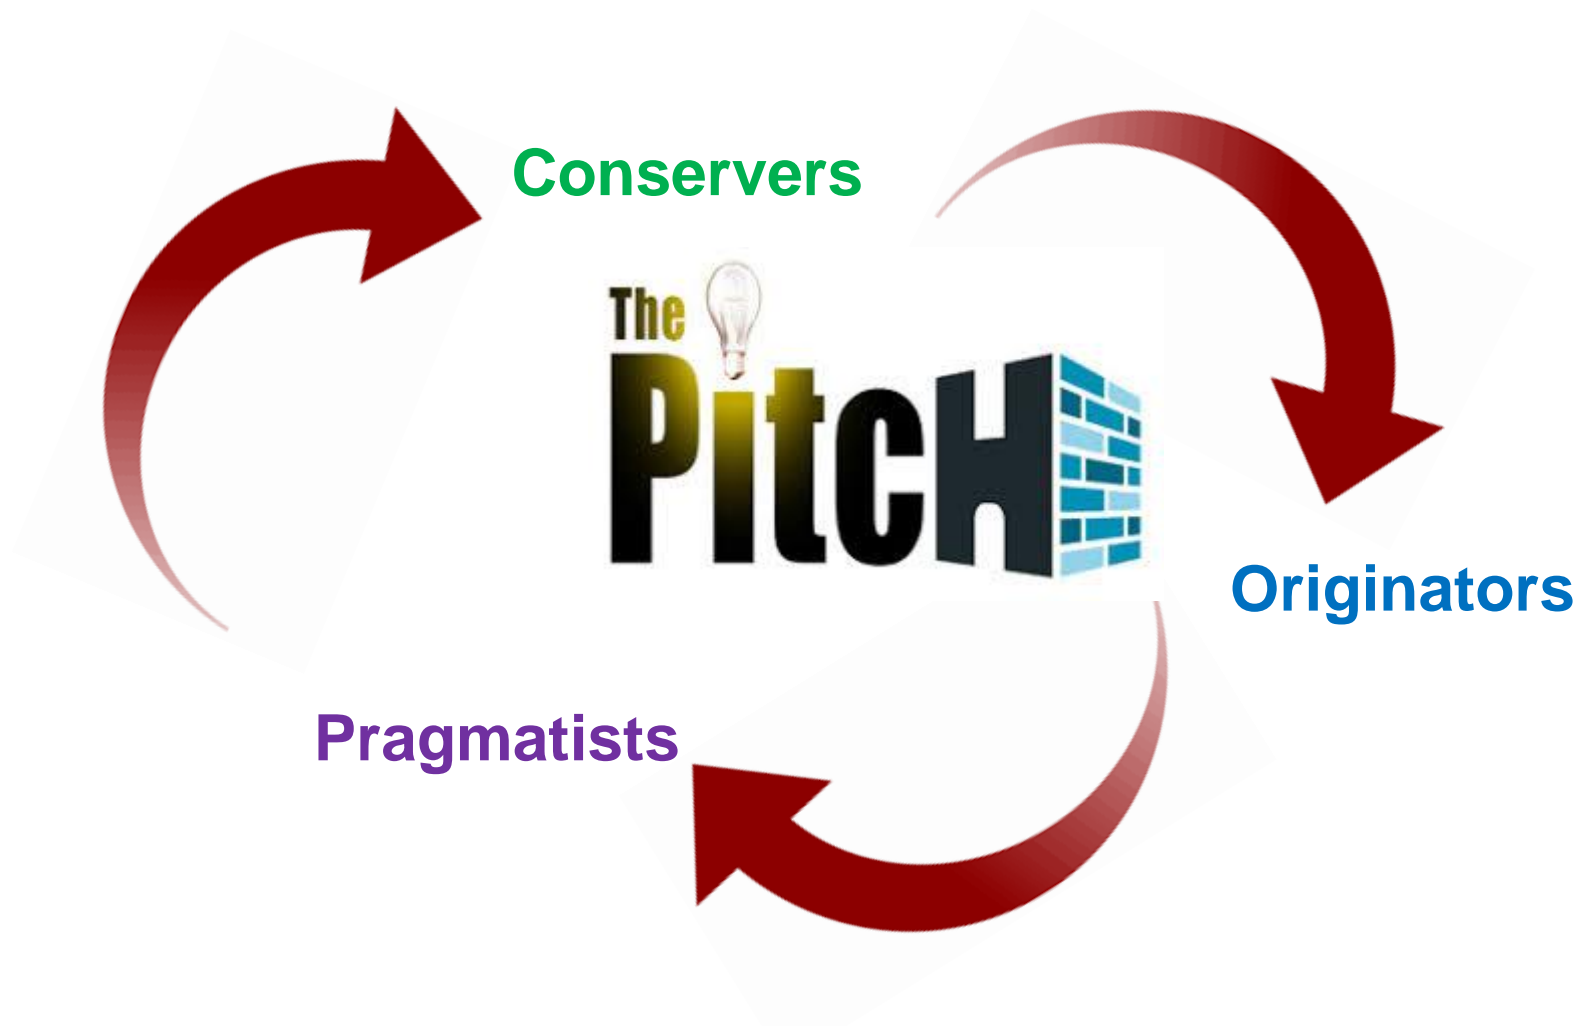 Conservers
The
PitcH
Originators
Pragmatists